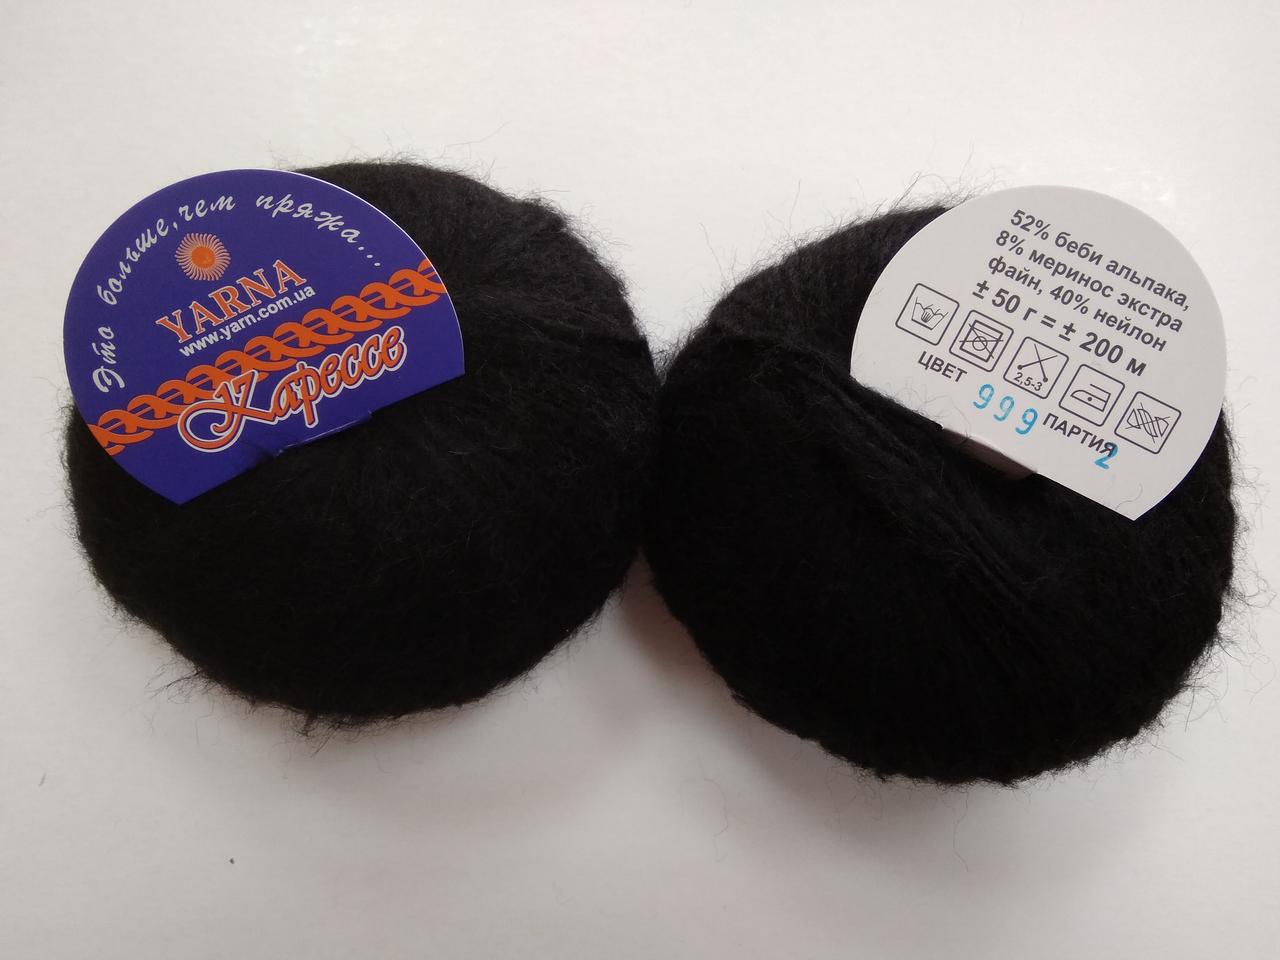 Это больше, чем пряжа...
YARNA
www.yarn.com.ua
Карессе
52% беби альпака,
8% меринос экстра
файн, 40% нейлон
± 50 г = ± 200 м
2,5-3
ЦВЕТ 999 ПАРТИЯ 2